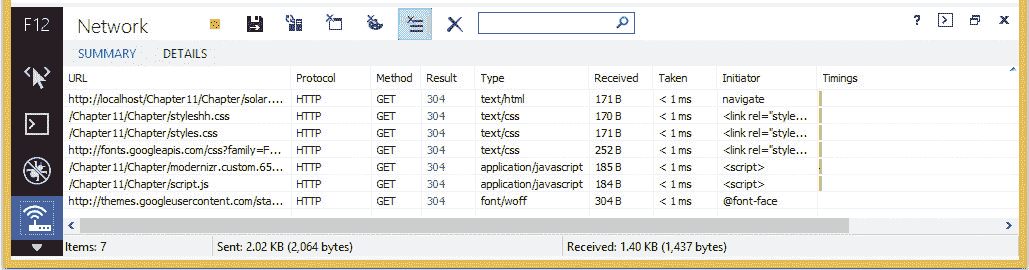 F12 Network ?
SUMMARY DETAILS
URL Protocol Method Result Type Received Taken Initiator Timings
http://localhost/Chapter11/Chapter/solar.... HTTP GET 304 text/html 171 B < 1 ms navigate
/Chapter11/Chapter/styleshh.css HTTP GET 304 text/css 170 B < 1 ms <link rel="style...
/Chapter11/Chapter/styles.css HTTP GET 304 text/css 171 B < 1 ms <link rel="style...
http://fonts.googleapis.com/css?family=F... HTTP GET 304 text/css 252 B < 1 ms <link rel="style...
/Chapter11/Chapter/modernizr.custom.65... HTTP GET 304 application/javascript 185 B < 1 ms <script>
/Chapter11/Chapter/script.js HTTP GET 304 application/javascript 184 B < 1 ms <script>
http://themes.googleusercontent.com/sta... HTTP GET 304 font/woff 304 B < 1 ms @font-face
Items: 7 Sent: 2.02 KB (2,064 bytes) Received: 1.40 KB (1,437 bytes)